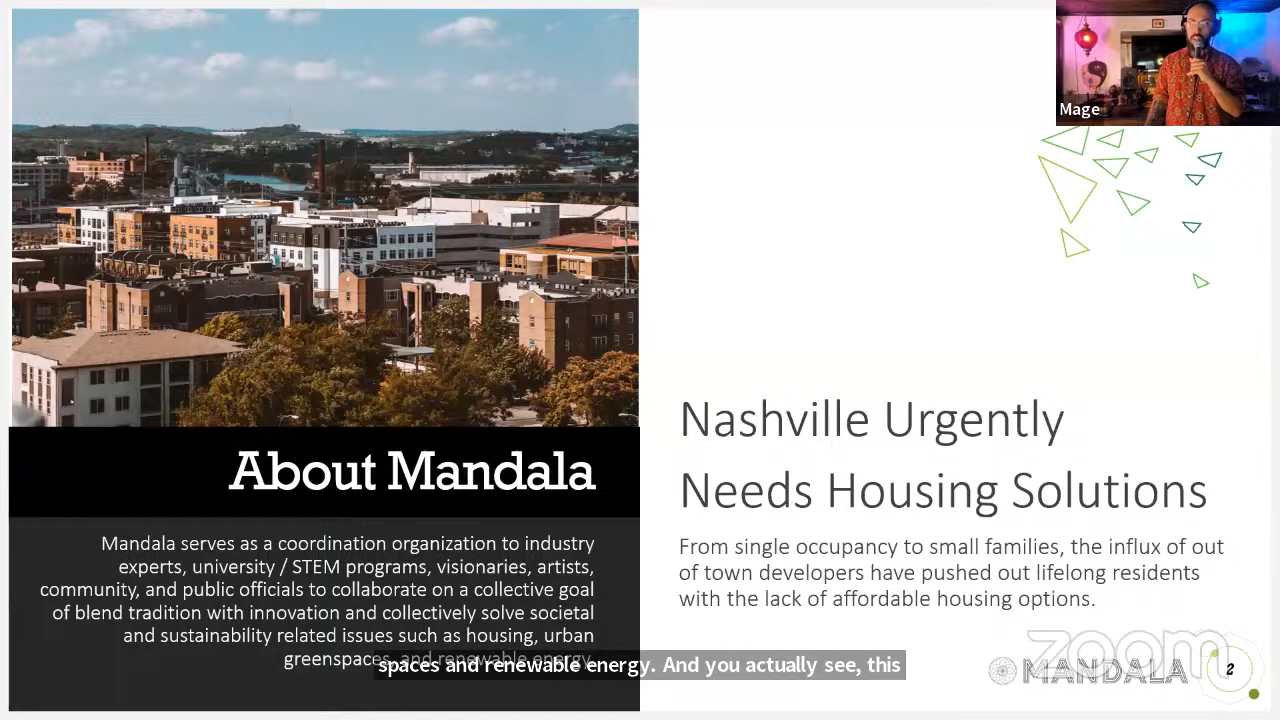 Mage
About Mandala
Mandala serves as a coordination organization to industry
experts, university / STEM programs, visionaries, artists,
community, and public officials to collaborate on a collective goal
of blend tradition with innovation and collectively solve societal
and sustainability related issues such as housing, urban
greenspaces, and renewable energy.
Nashville Urgently
Needs Housing Solutions
From single occupancy to small families, the influx of out
of town developers have pushed out lifelong residents
with the lack of affordable housing options.
spaces and renewable energy. And you actually see, this
zoom
MANDALA
2